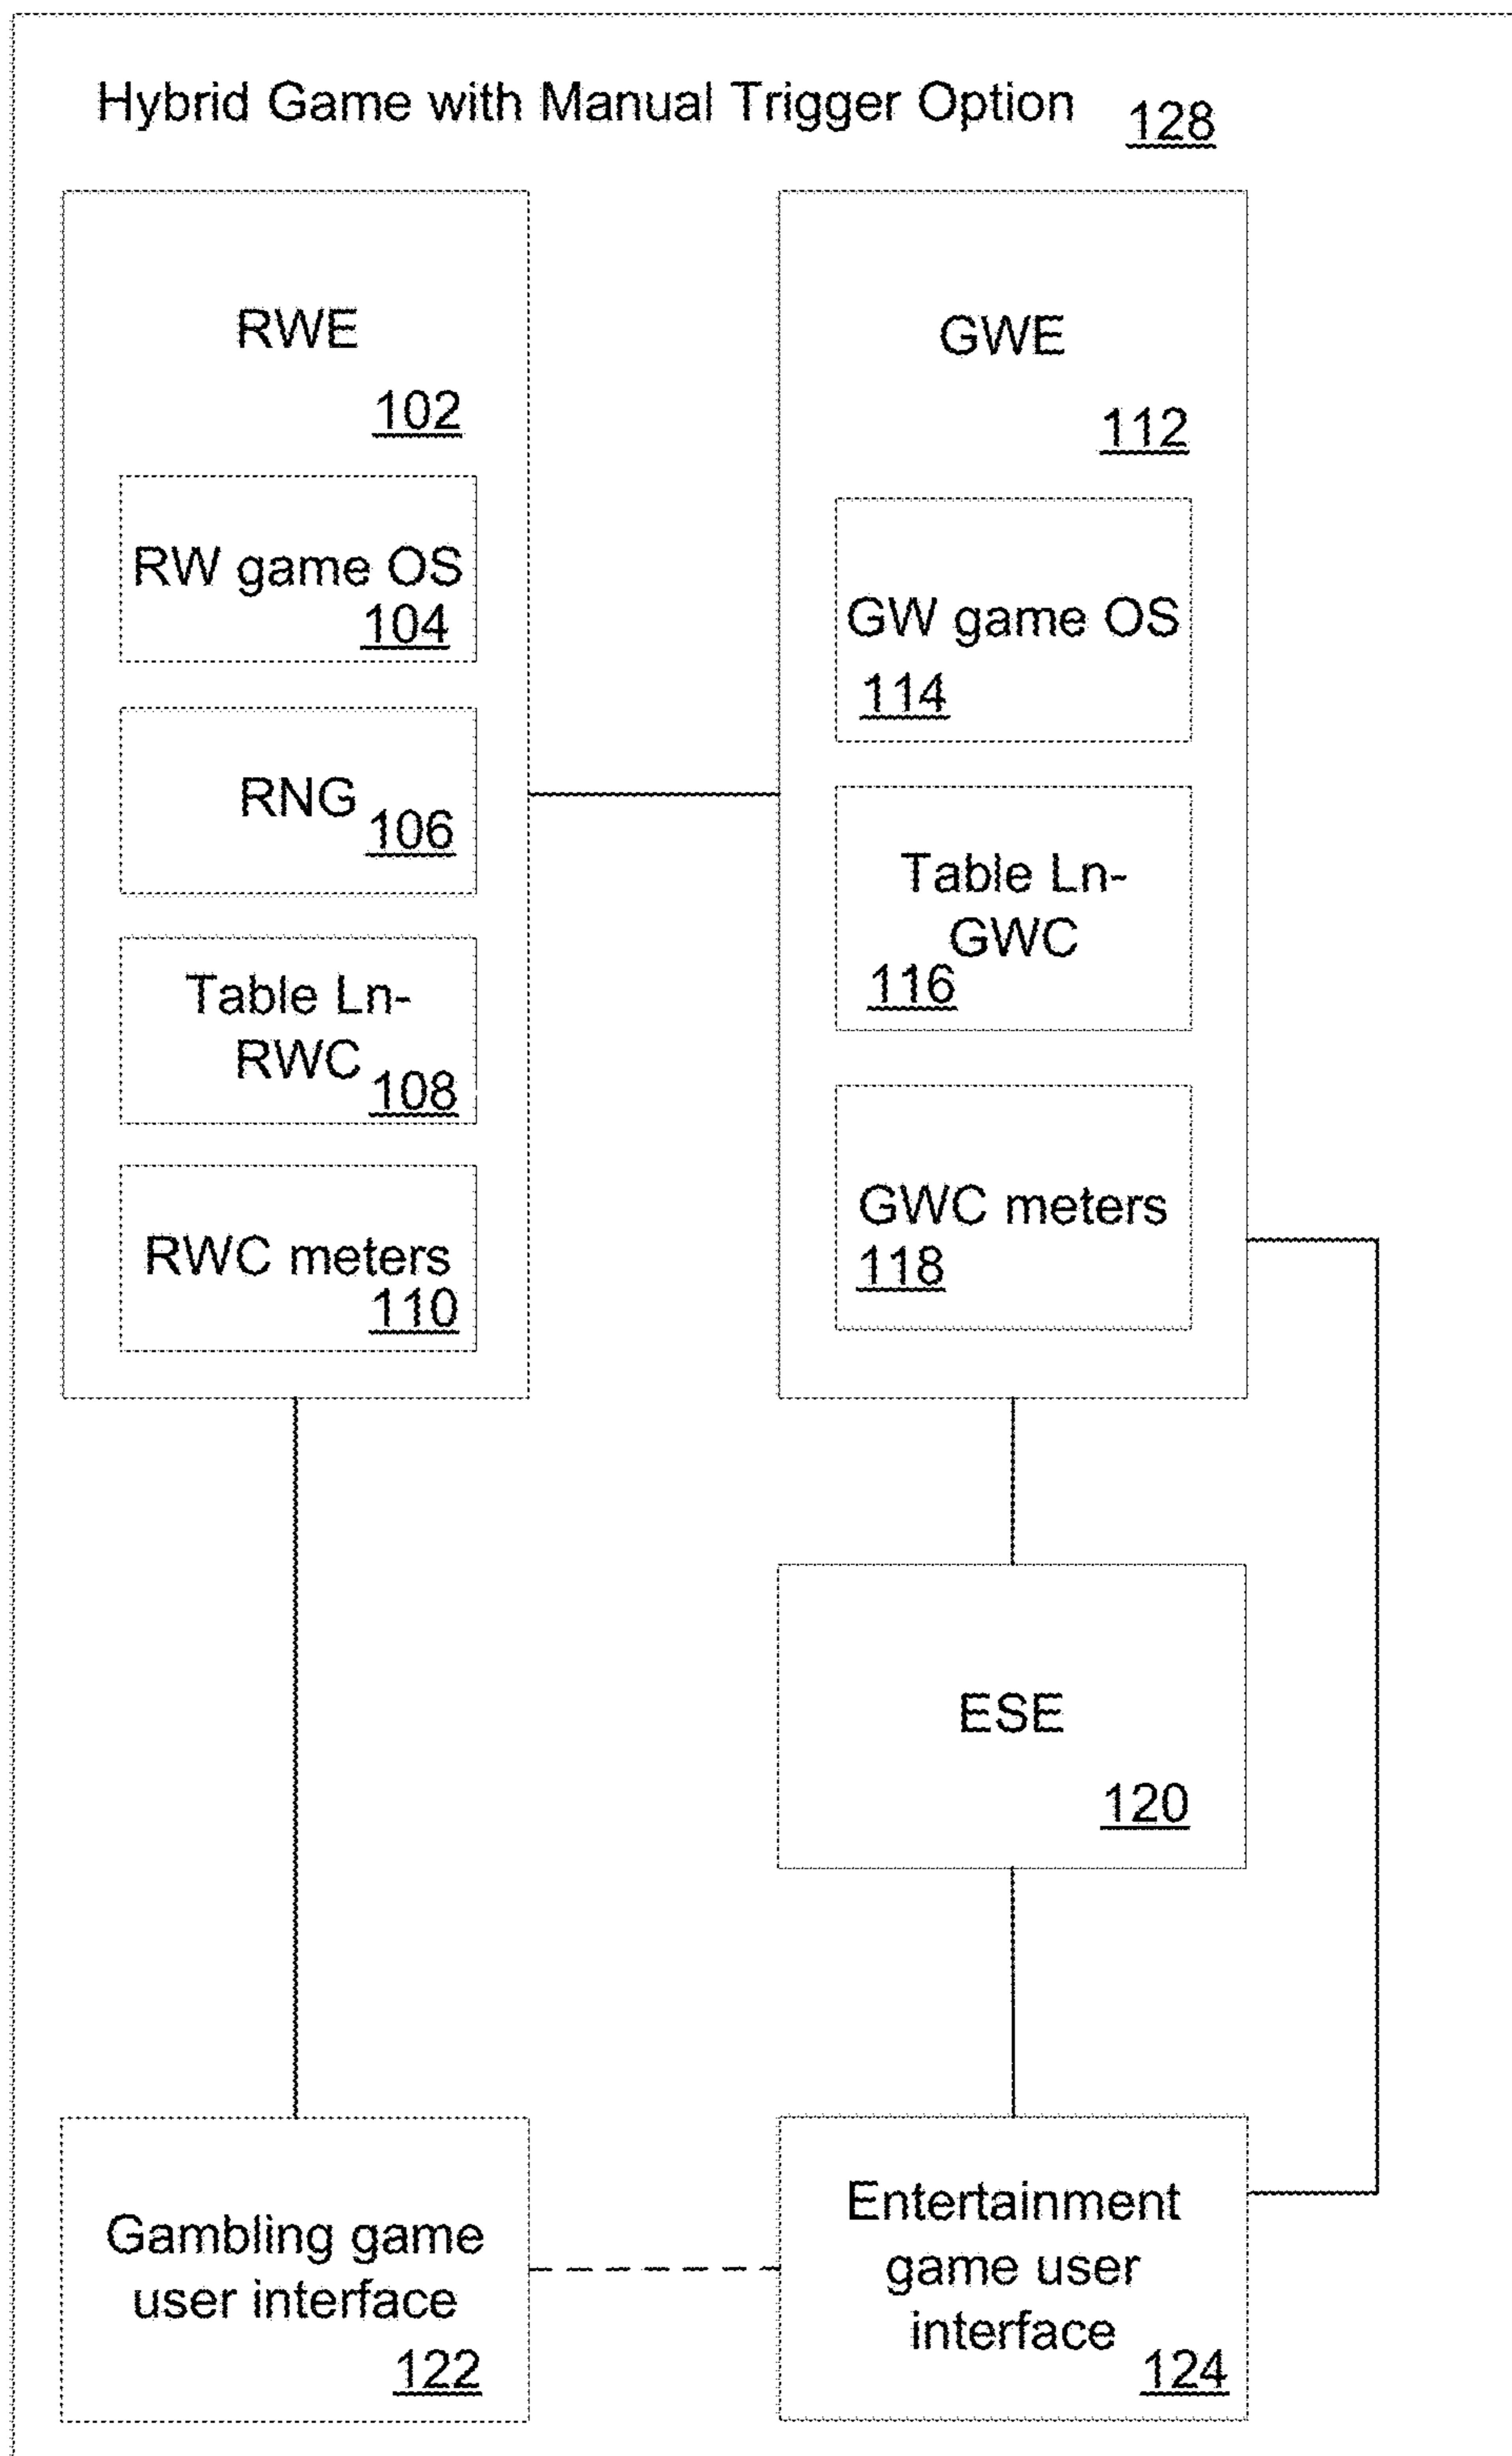 Hybrid Game with Manual Trigger Option 128
RWE
102
RW game OS
104
RNG 106
Table Ln-
RWC 108
RWC meters
110
GWE
112
GW game OS
114
Table Ln-
GWC
116
GWC meters
118
ESE
120
Gambling game
user interface
122
Entertainment
game user
interface
124